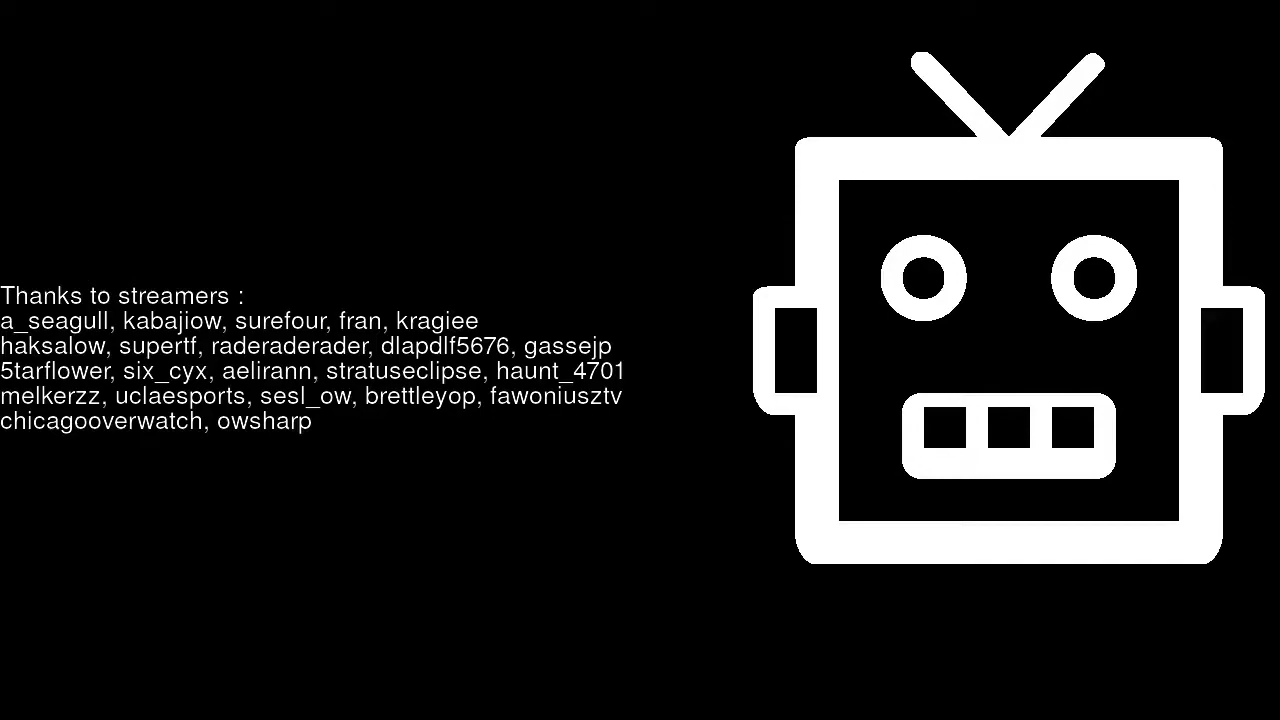 Thanks to streamers :
a_seagull, kabajiow, surefour, fran, kragiee
haksalow, supertf, raderaderader, dlapdlf5676, gassejp
5tarflower, six_cyx, aelirann, stratuseclipse, haunt_4701
melkerzz, uclaesports, sesl_ow, brettleyop, fawoniusztv
chicagooverwatch, owsharp